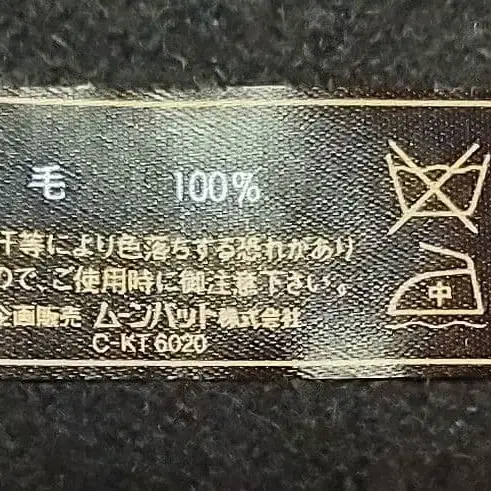 毛 100%
汗等により色落ちする恐れがあり
ので、ご使用時に御注意下さい。
企画販売 ムーンバット株式会社
C-KT6020
中